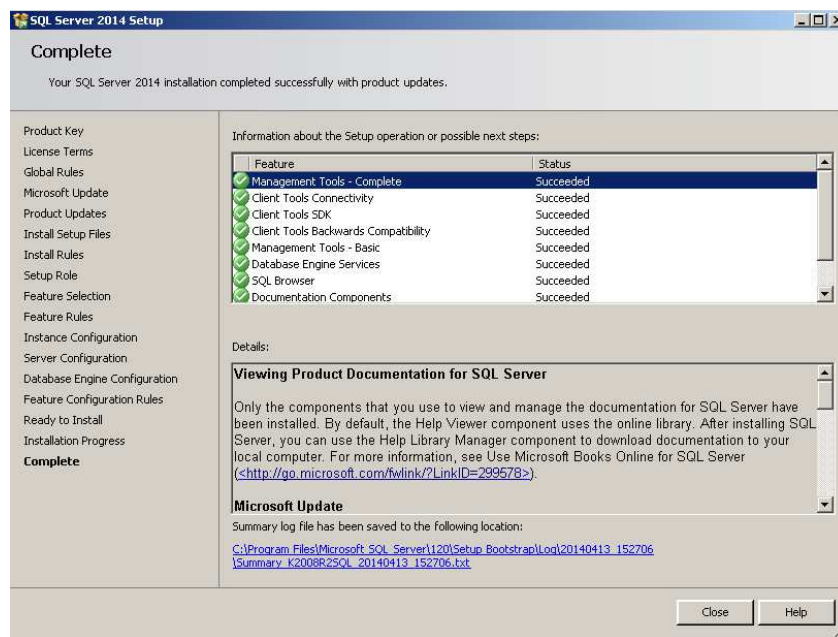 SQL Server 2014 Setup
Complete
Your SQL Server 2014 installation completed successfully with product updates.
Product Key
License Terms
Global Rules
Microsoft Update
Product Updates
Install Setup Files
Install Rules
Setup Role
Feature Selection
Feature Rules
Instance Configuration
Server Configuration
Database Engine Configuration
Feature Configuration Rules
Ready to Install
Installation Progress
Complete
Information about the Setup operation or possible next steps:
Feature Status
Management Tools - Complete Succeeded
Client Tools Connectivity Succeeded
Client Tools SDK Succeeded
Client Tools Backwards Compatibility Succeeded
Management Tools - Basic Succeeded
Database Engine Services Succeeded
SQL Browser Succeeded
Documentation Components Succeeded
Details:
Viewing Product Documentation for SQL Server
Only the components that you use to view and manage the documentation for SQL Server have
been installed. By default, the Help Viewer component uses the online library. After installing SQL
Server, you can use the Help Library Manager component to download documentation to your
local computer. For more information, see Use Microsoft Books Online for SQL Server
(<http://go.microsoft.com/fwlink/?LinkID=299578>).
Microsoft Update
Summary log file has been saved to the following location:
C:\Program Files\Microsoft SQL Server\120\Setup Bootstrap\Log\20140413_152706
\Summary_K2008R2SQL_20140413_152706.txt
Close Help